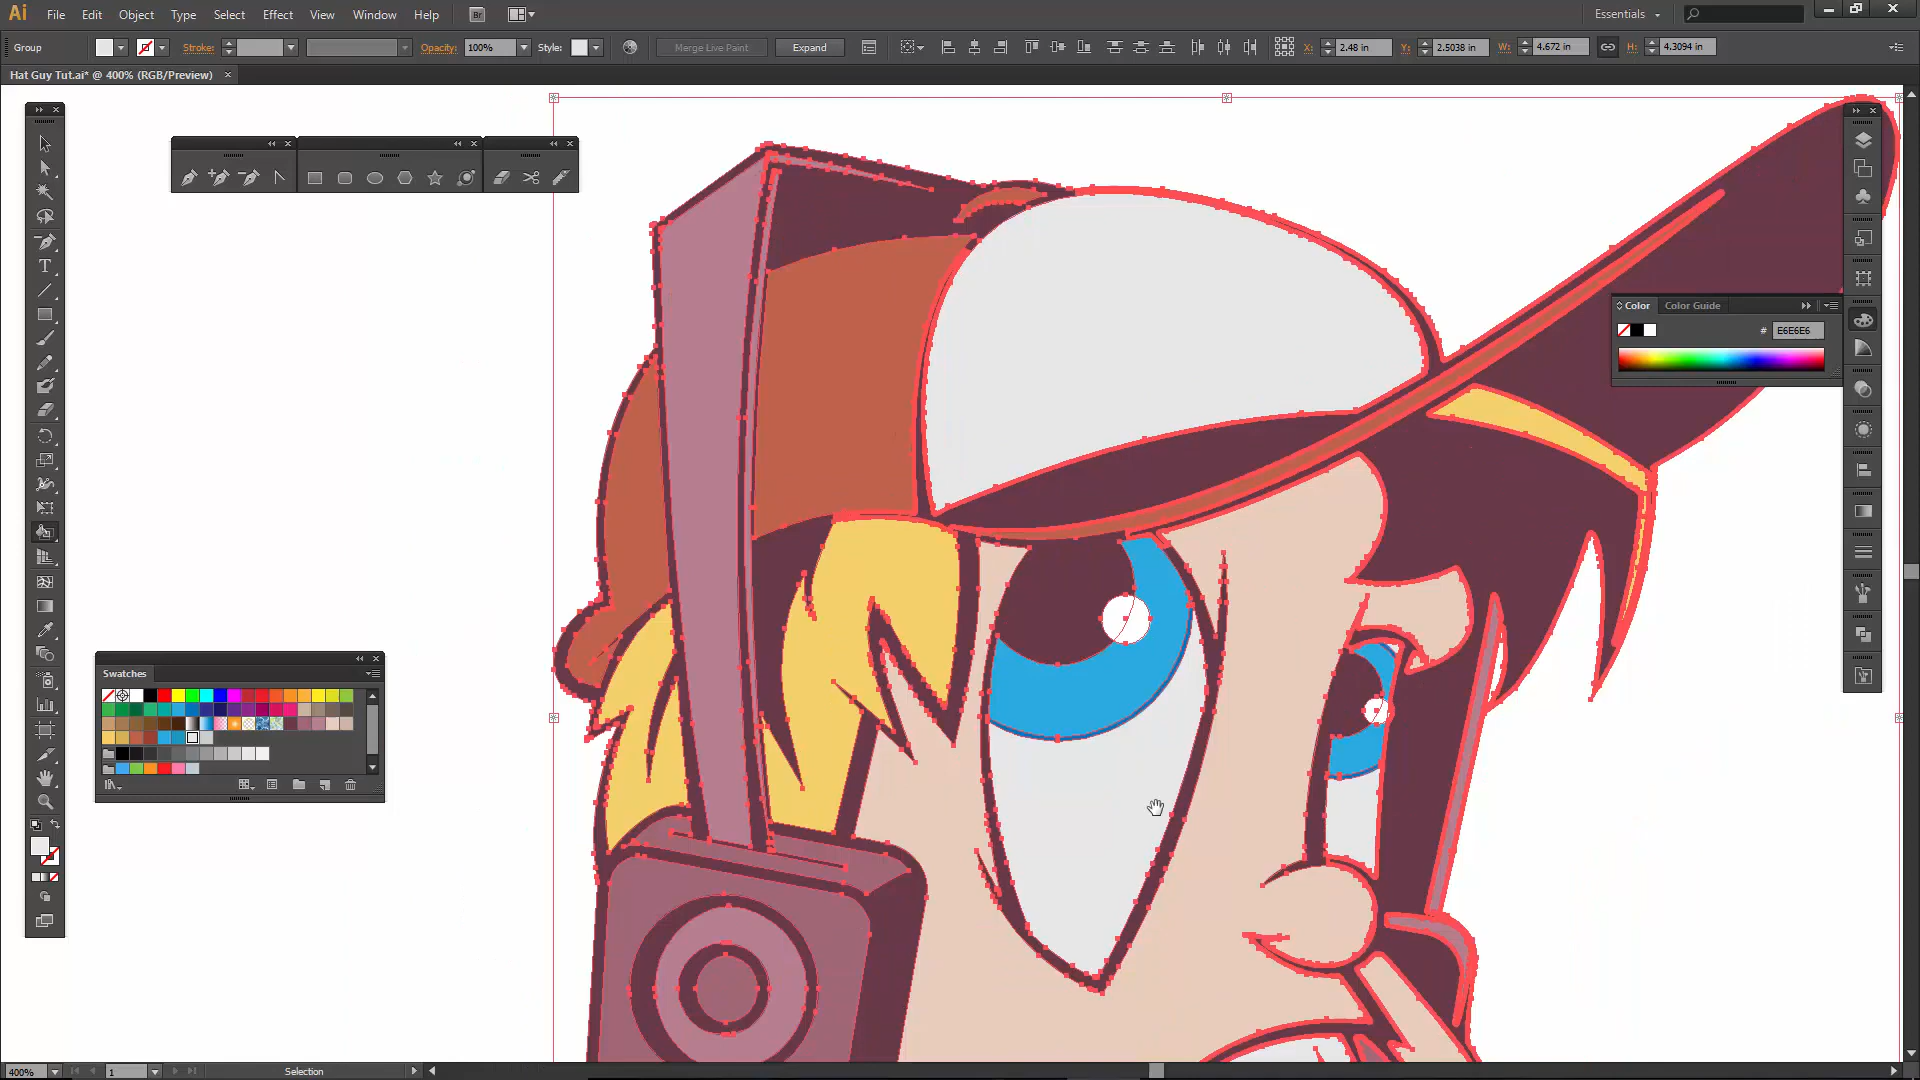 Ai File Edit Object Type Select Effect View Window Help Br Essentials
Group Stroke: Opacity: 100% Style: Merge Live Paint Expand X: 2.48 in Y: 2.5038 in W: 4.672 in H: 4.3094 in
Hat Guy Tut.ai* @ 400% (RGB/Preview)
Color Color Guide
# E6E6E6
Swatches
400% 1 Selection